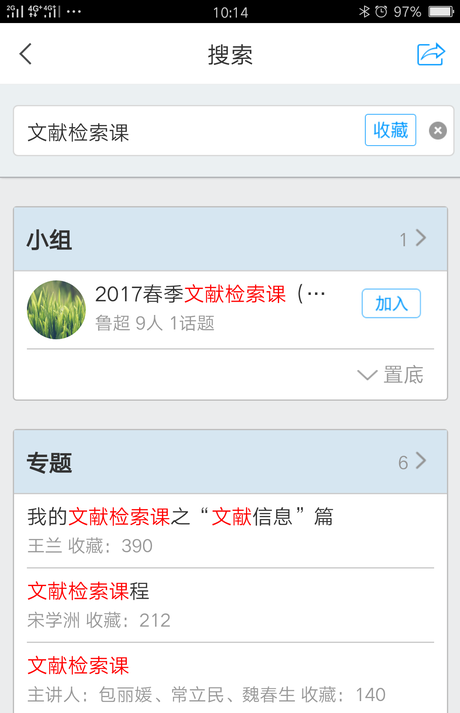 2G 4G+ 4G+ 10:14 97%
搜索
文献检索课 收藏
小组 1
2017春季文献检索课（…
加入
鲁超 9人 1话题
置底
专题 6
我的文献检索课之“文献信息”篇
王兰 收藏：390
文献检索课程
宋学洲 收藏：212
文献检索课
主讲人：包丽媛、常立民、魏春生 收藏：140